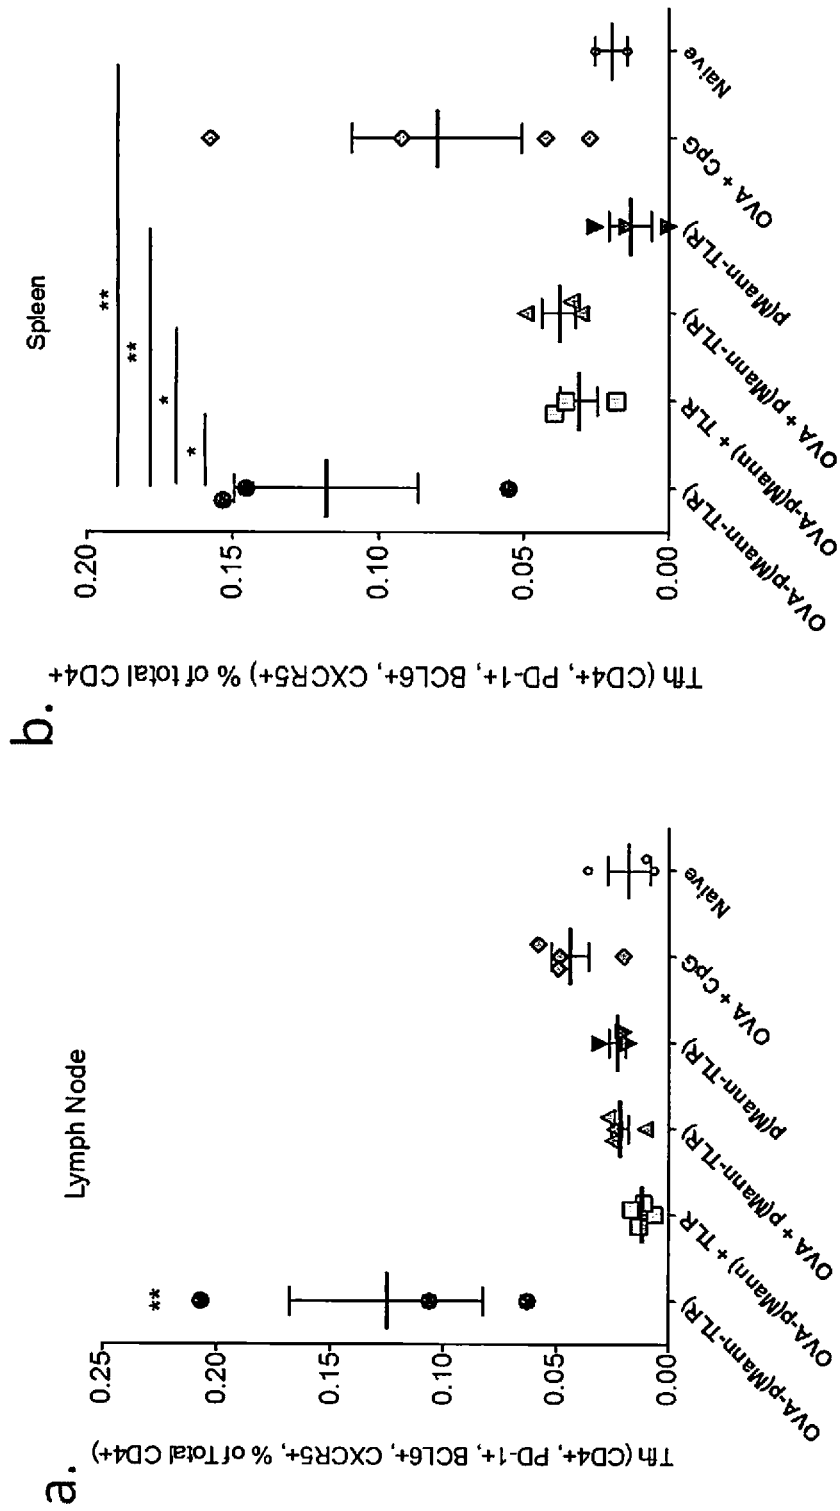 a.
Lymph Node
Tfh (CD4+, PD-1+, BCL6+, CXCR5+, % of Total CD4+)
0.25
0.20
0.15
0.10
0.05
0.00
**
OVA-p(Mann-TLR)
OVA-p(Mann) + TLR
OVA + p(Mann-TLR)
p(Mann-TLR)
OVA + CpG
Naive
b.
Spleen
Tfh (CD4+, PD-1+, BCL6+, CXCR5+) % of total CD4+
0.20
0.15
0.10
0.05
0.00
**
**
*
*
OVA-p(Mann-TLR)
OVA-p(Mann) + TLR
OVA + p(Mann-TLR)
p(Mann-TLR)
OVA + CpG
Naive